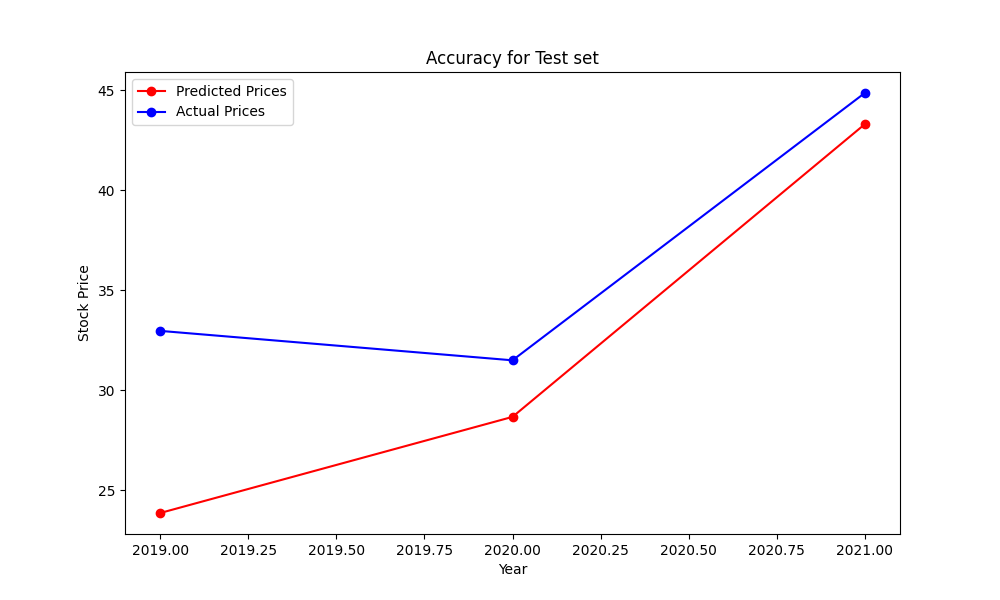 Accuracy for Test set
Predicted Prices
Actual Prices
45
40
35
30
25
Stock Price
2019.00 2019.25 2019.50 2019.75 2020.00 2020.25 2020.50 2020.75 2021.00
Year